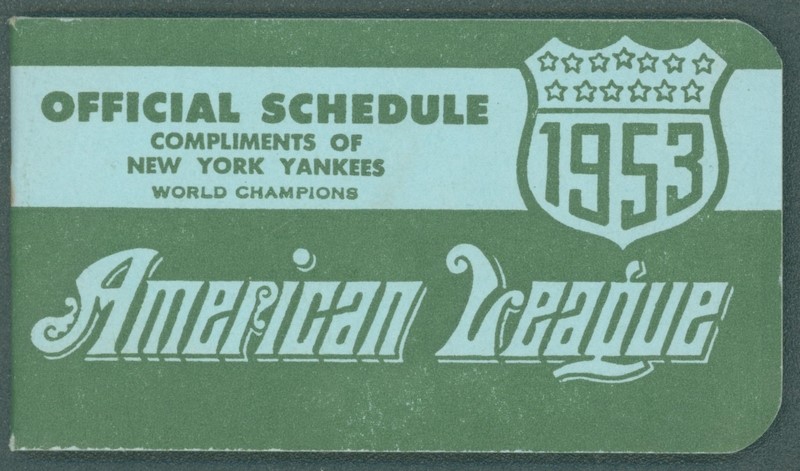 OFFICIAL SCHEDULE
COMPLIMENTS OF
NEW YORK YANKEES
WORLD CHAMPIONS
1953
American League